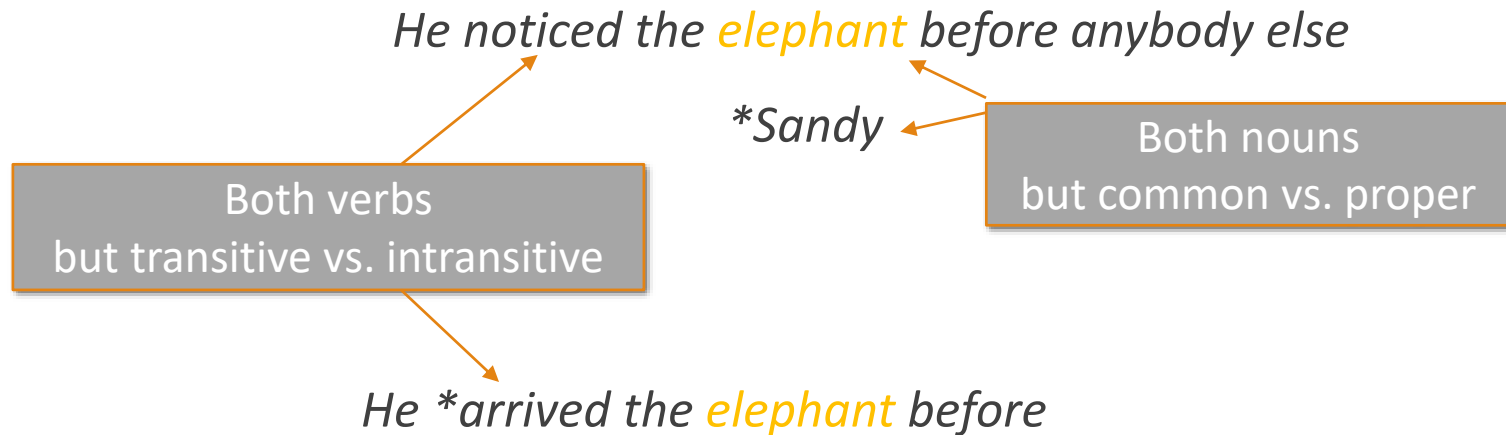 He noticed the elephant before anybody else
*Sandy
Both nouns
but common vs. proper
Both verbs
but transitive vs. intransitive
He *arrived the elephant before